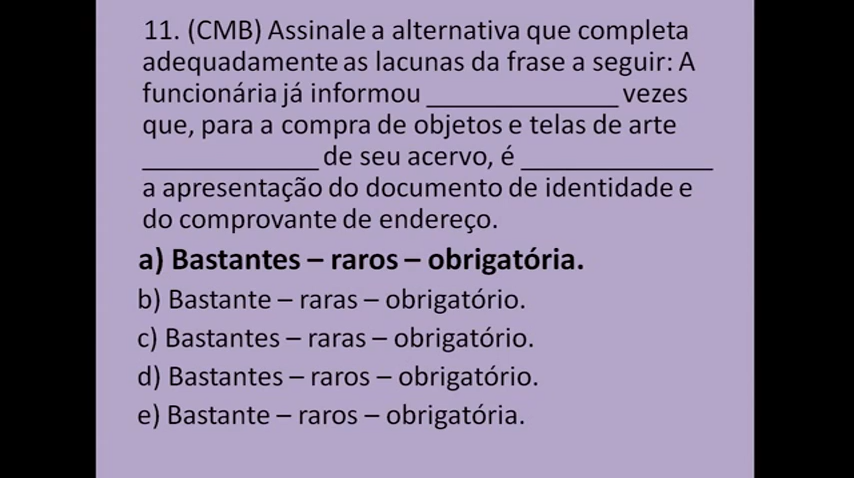 11. (CMB) Assinale a alternativa que completa
adequadamente as lacunas da frase a seguir: A
funcionária já informou _____________ vezes
que, para a compra de objetos e telas de arte
____________ de seu acervo, é _____________
a apresentação do documento de identidade e
do comprovante de endereço.
a) Bastantes – raros – obrigatória.
b) Bastante – raras – obrigatório.
c) Bastantes – raras – obrigatório.
d) Bastantes – raros – obrigatório.
e) Bastante – raros – obrigatória.